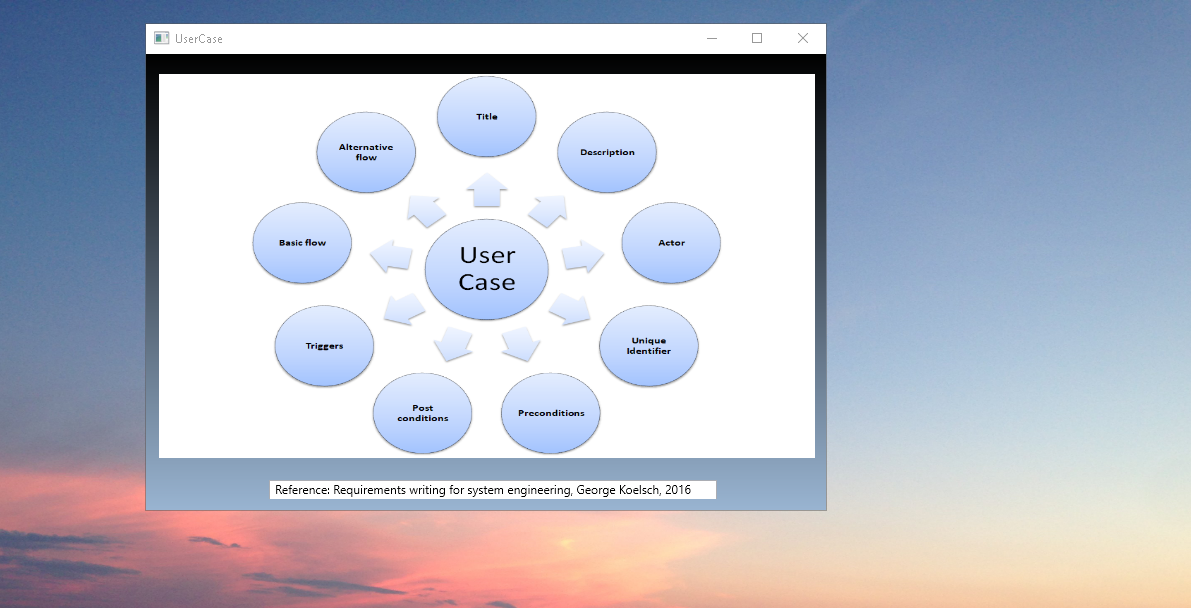 UserCase
Title
Alternative
flow
Description
Basic flow
User
Case
Actor
Triggers
Unique
Identifier
Post
conditions
Preconditions
Reference: Requirements writing for system engineering, George Koelsch, 2016